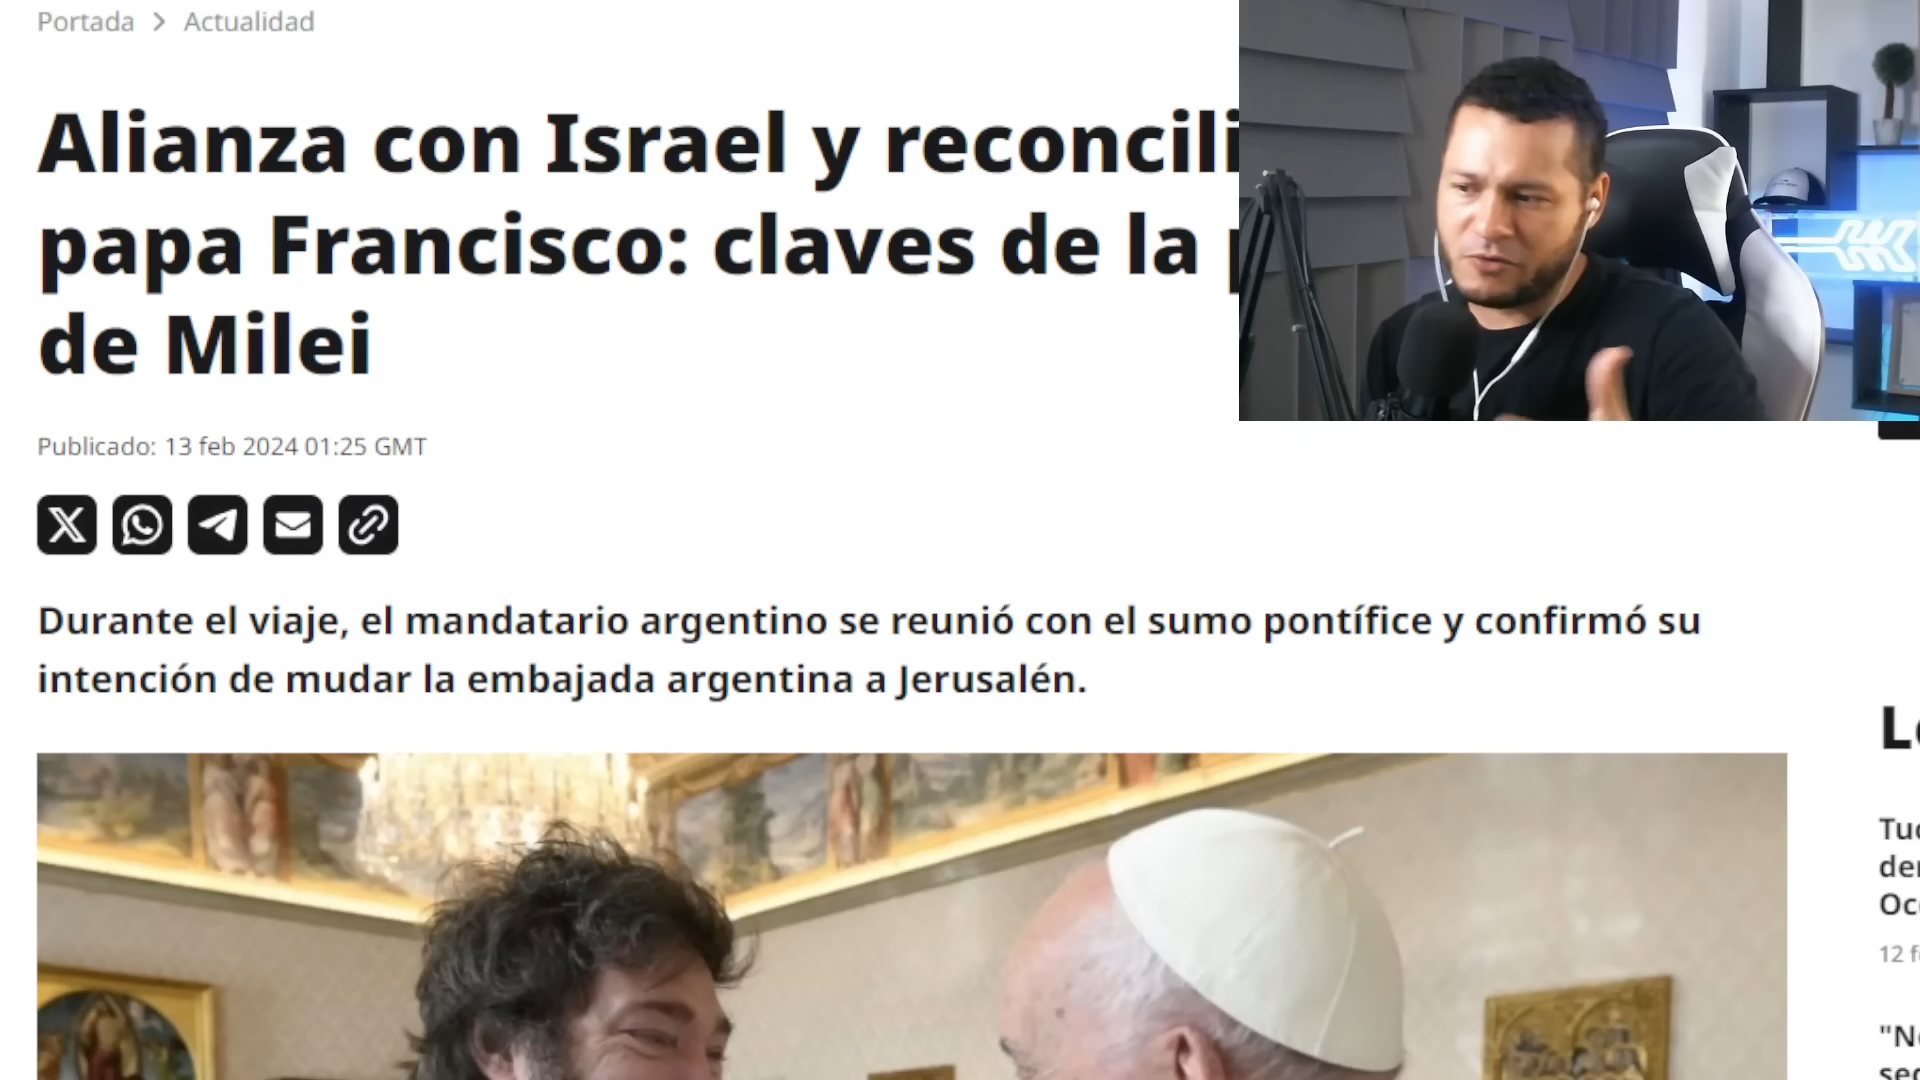 Portada > Actualidad
Alianza con Israel y
papa Francisco: claves de la
de Milei
Publicado: 13 feb 2024 01:25 GMT
Durante el viaje, el mandatario argentino se reunió con el sumo pontífice y confirmó su
intención de mudar la embajada argentina a Jerusalén.
12